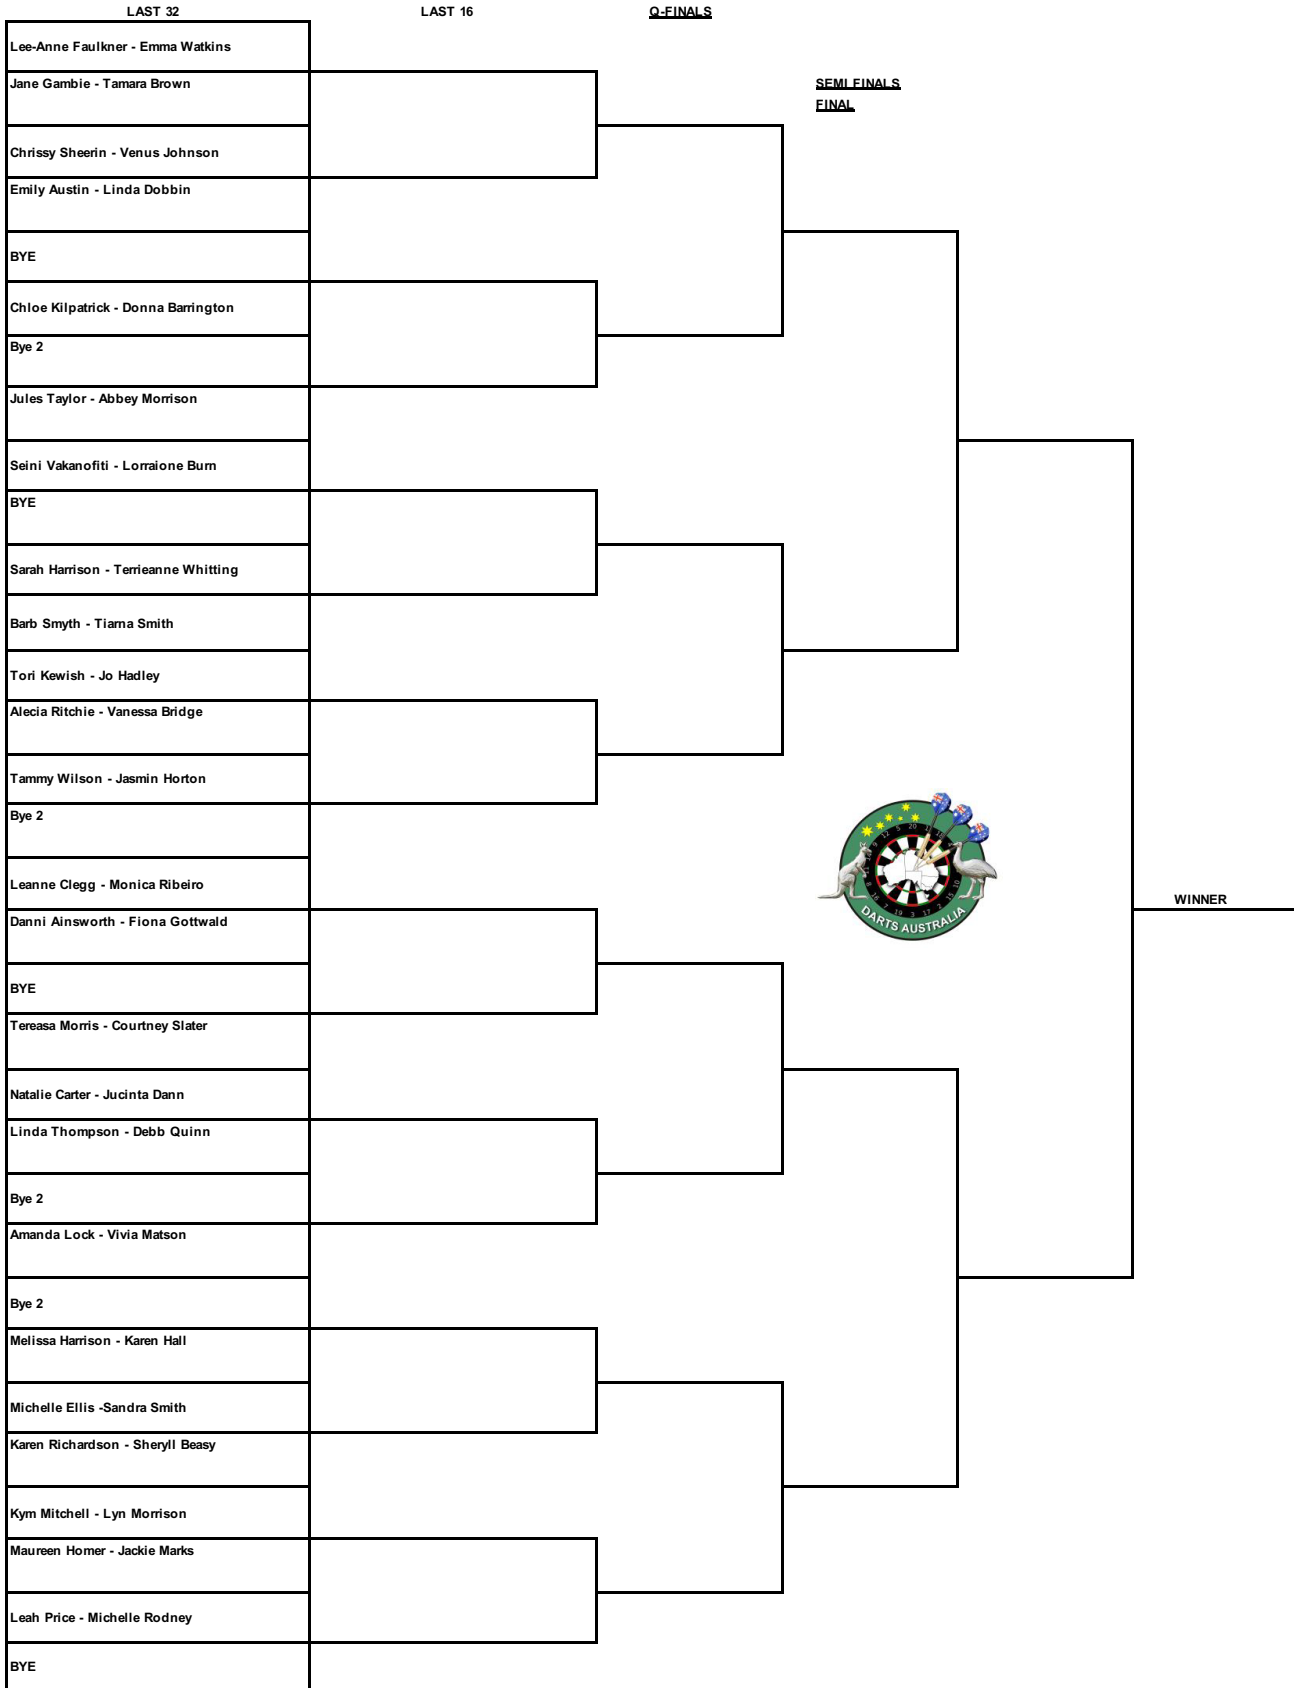 LAST 32 LAST 16 Q-FINALS
Lee-Anne Faulkner - Emma Watkins
Jane Gambie - Tamara Brown
SEMI FINALS
FINAL
Chrissy Sheerin - Venus Johnson
Emily Austin - Linda Dobbin
BYE
Chloe Kilpatrick - Donna Barrington
Bye 2
Jules Taylor - Abbey Morrison
Seini Vakanofiti - Lorraione Burn
BYE
Sarah Harrison - Terrieanne Whitting
Barb Smyth - Tiarna Smith
Tori Kewish - Jo Hadley
Alecia Ritchie - Vanessa Bridge
Tammy Wilson - Jasmin Horton
Bye 2
Leanne Clegg - Monica Ribeiro
DARTS AUSTRALIA
WINNER
Danni Ainsworth - Fiona Gottwald
BYE
Tereasa Morris - Courtney Slater
Natalie Carter - Jucinta Dann
Linda Thompson - Debb Quinn
Bye 2
Amanda Lock - Vivia Matson
Bye 2
Melissa Harrison - Karen Hall
Michelle Ellis -Sandra Smith
Karen Richardson - Sheryll Beasy
Kym Mitchell - Lyn Morrison
Maureen Homer - Jackie Marks
Leah Price - Michelle Rodney
BYE